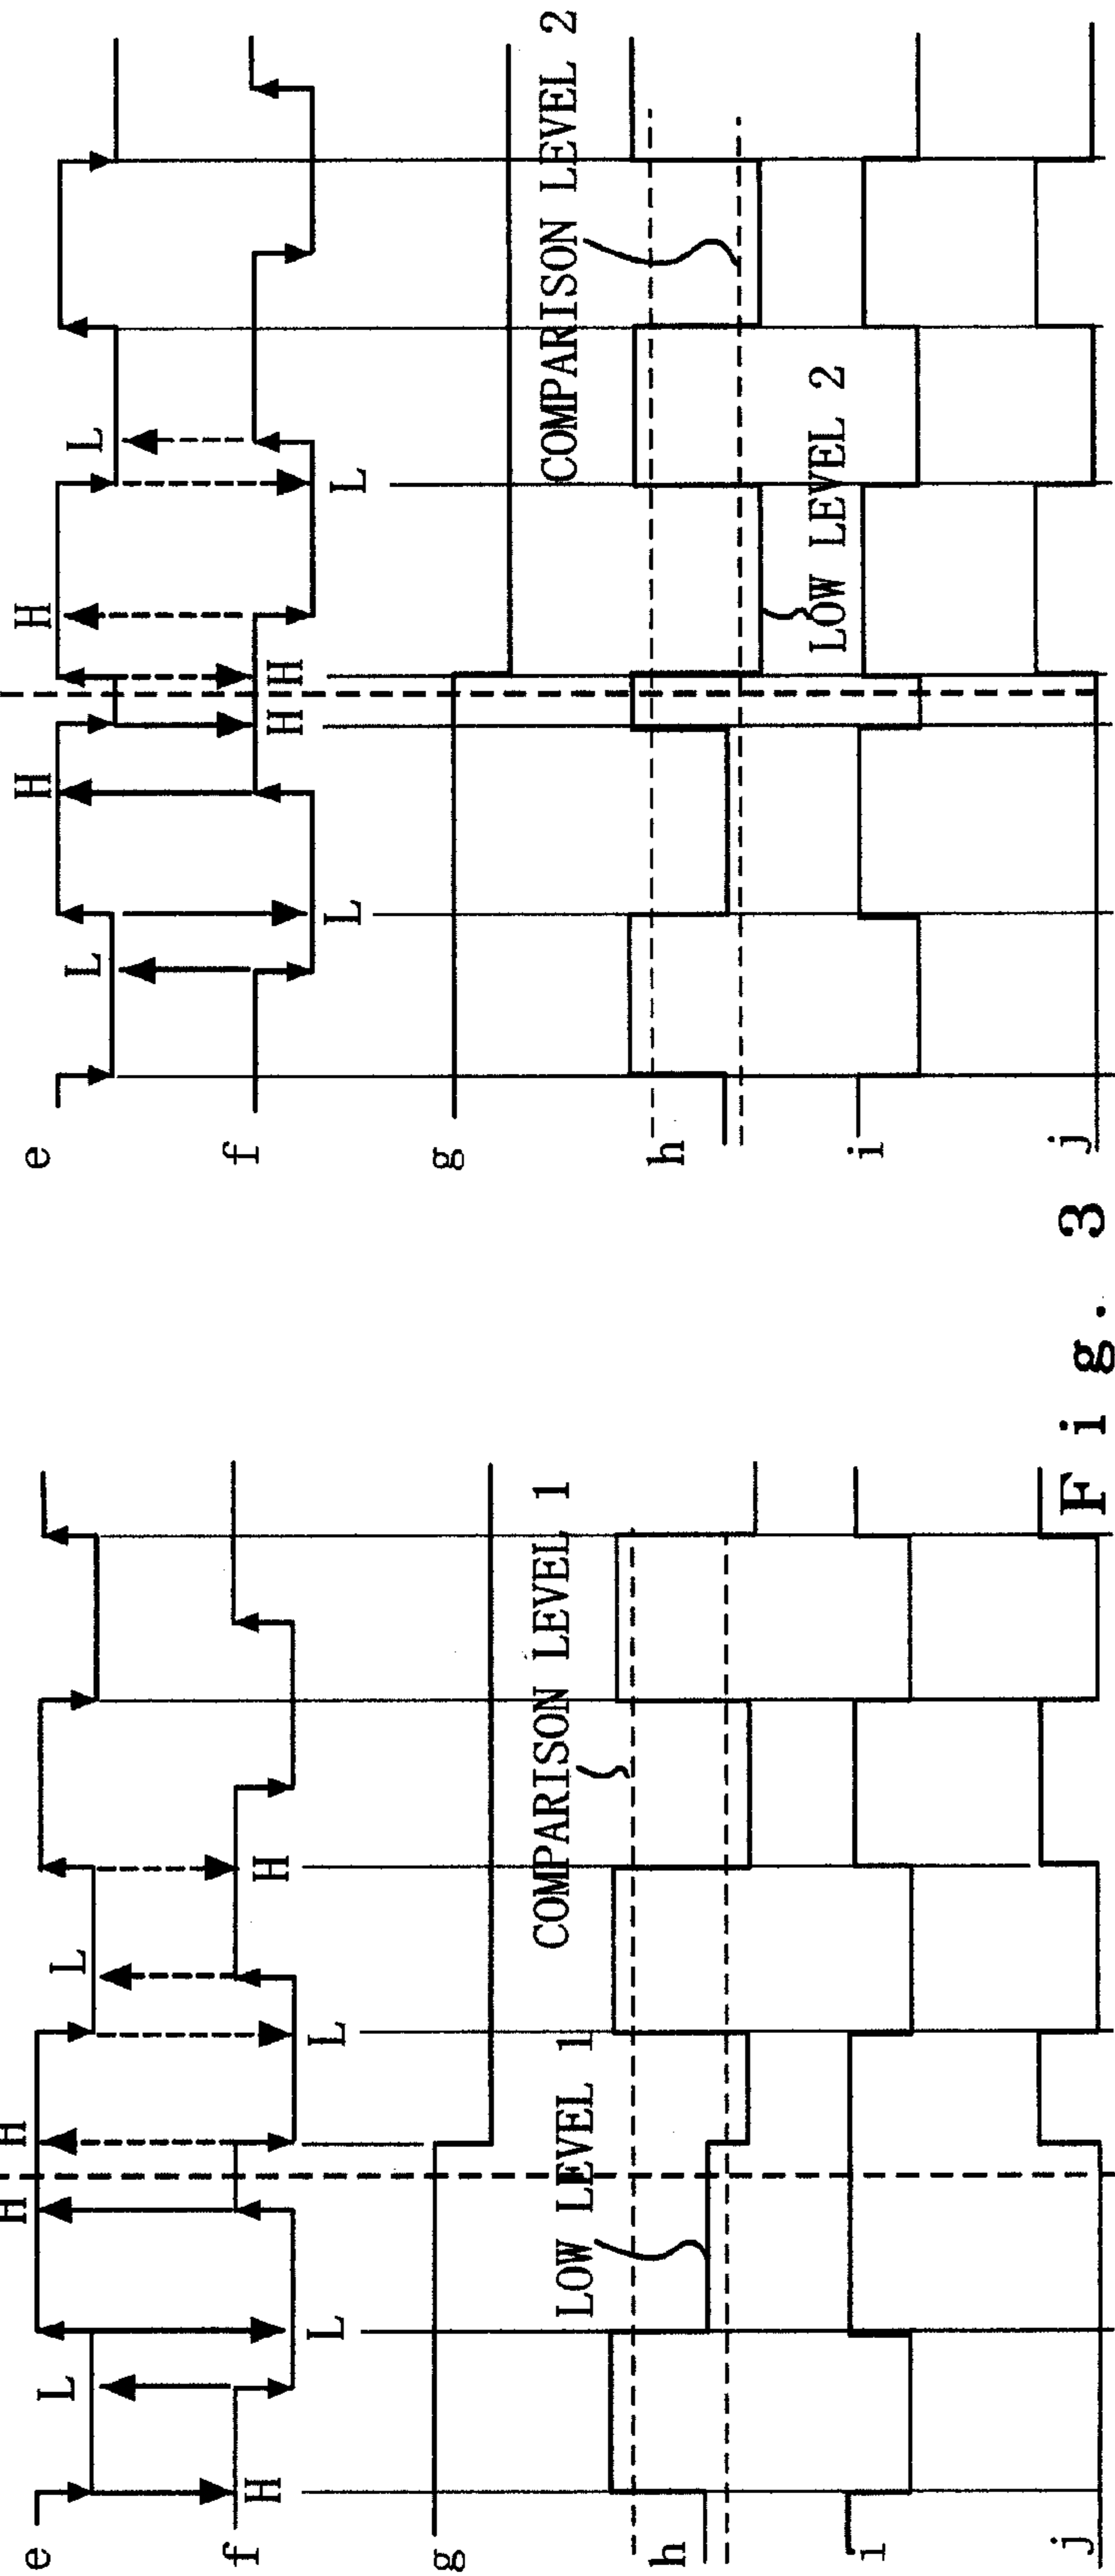 e
L
H
H
H
L
H
L
L
f
g
COMPARISON LEVEL 2
h
LOW LEVEL 2
i
j
e
L
H
H
L
H
L
L
H
f
g
COMPARISON LEVEL 1
LOW LEVEL 1
h
i
j
Fig. 3